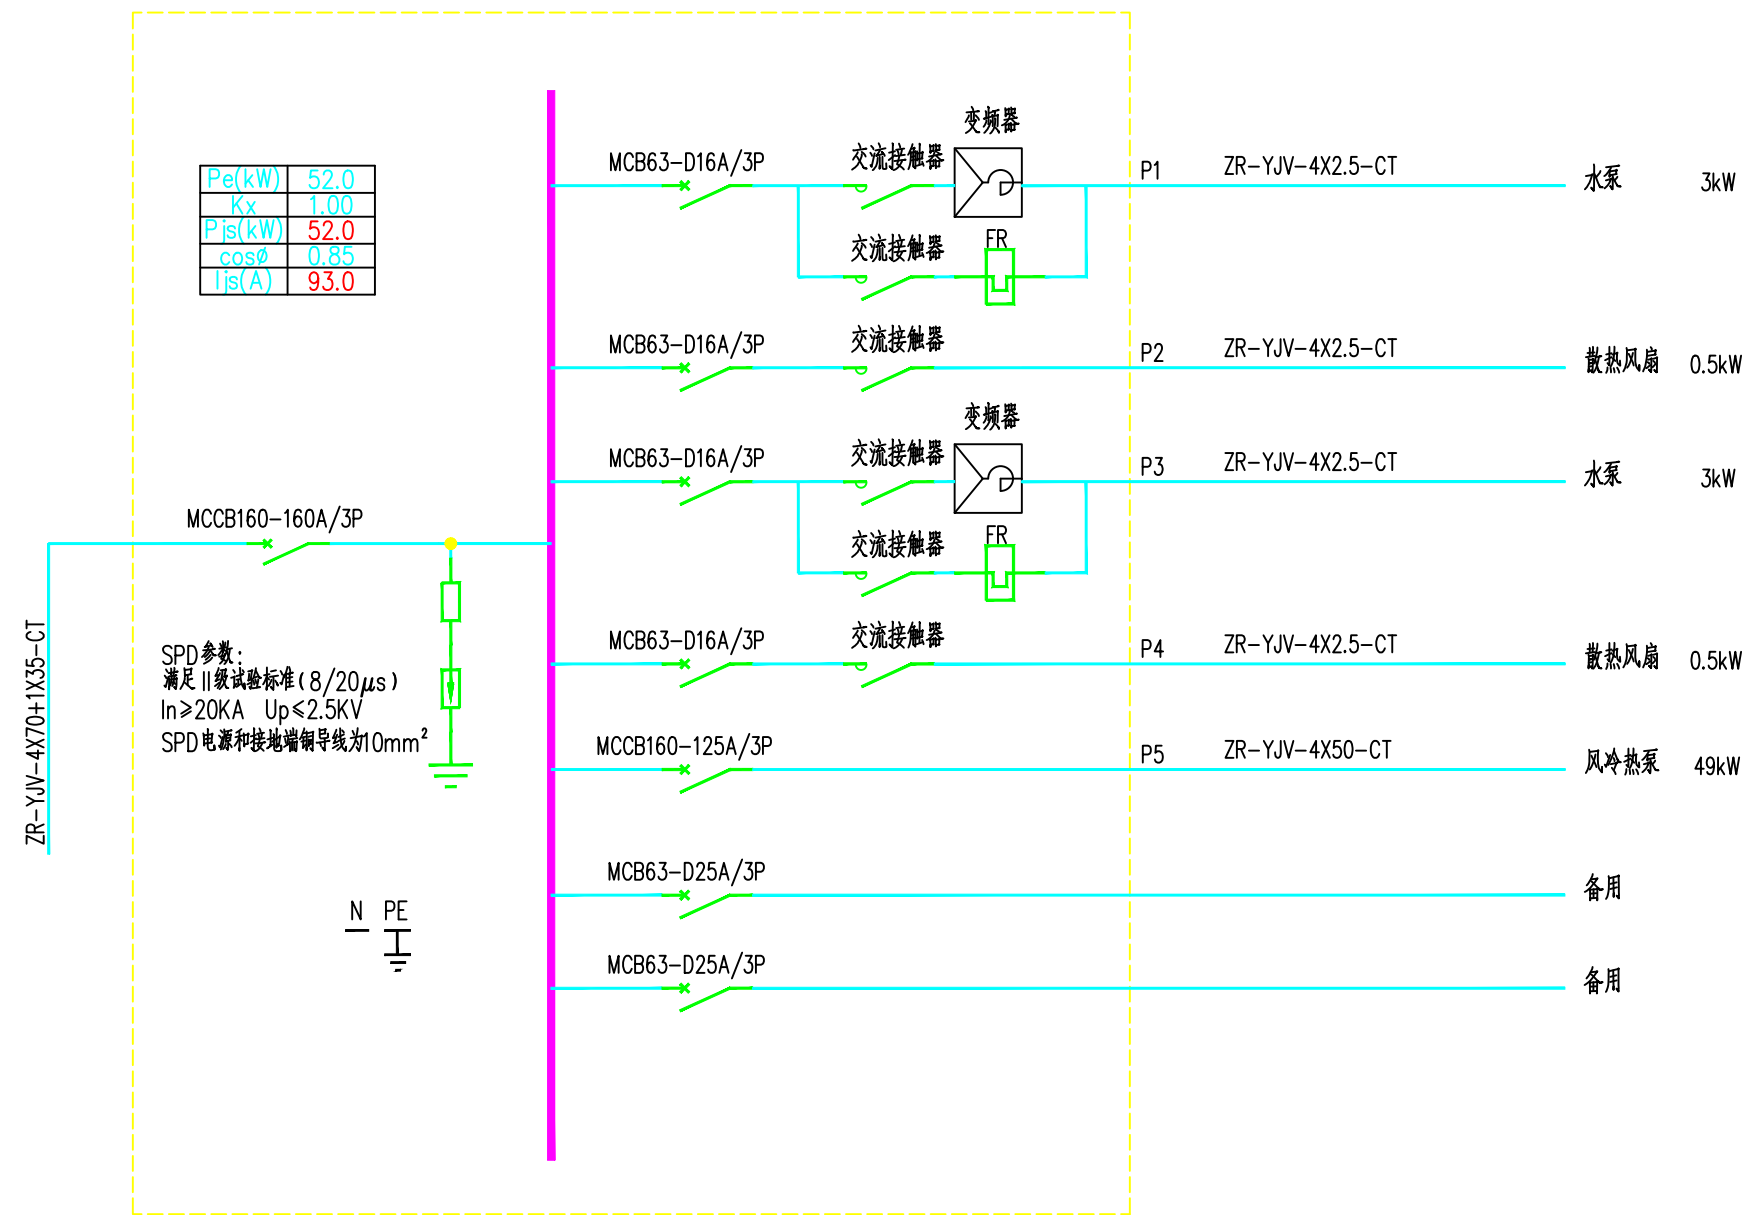 Pe(kW) 52.0
Kx 1.00
Pjs(kW) 52.0
cosø 0.85
Ijs(A) 93.0
MCCB160-160A/3P
ZR-YJV-4X70+1X35-CT
SPD参数:
满足II级试验标准(8/20μs)
In≥20KA Up≤2.5KV
SPD电源和接地端铜导线为10mm²
N PE
变频器
MCB63-D16A/3P 交流接触器 P1 ZR-YJV-4X2.5-CT 水泵 3kW
交流接触器 FR
MCB63-D16A/3P 交流接触器 P2 ZR-YJV-4X2.5-CT 散热风扇 0.5kW
变频器
MCB63-D16A/3P 交流接触器 P3 ZR-YJV-4X2.5-CT 水泵 3kW
交流接触器 FR
MCB63-D16A/3P 交流接触器 P4 ZR-YJV-4X2.5-CT 散热风扇 0.5kW
MCCB160-125A/3P P5 ZR-YJV-4X50-CT 风冷热泵 49kW
MCB63-D25A/3P 备用
MCB63-D25A/3P 备用